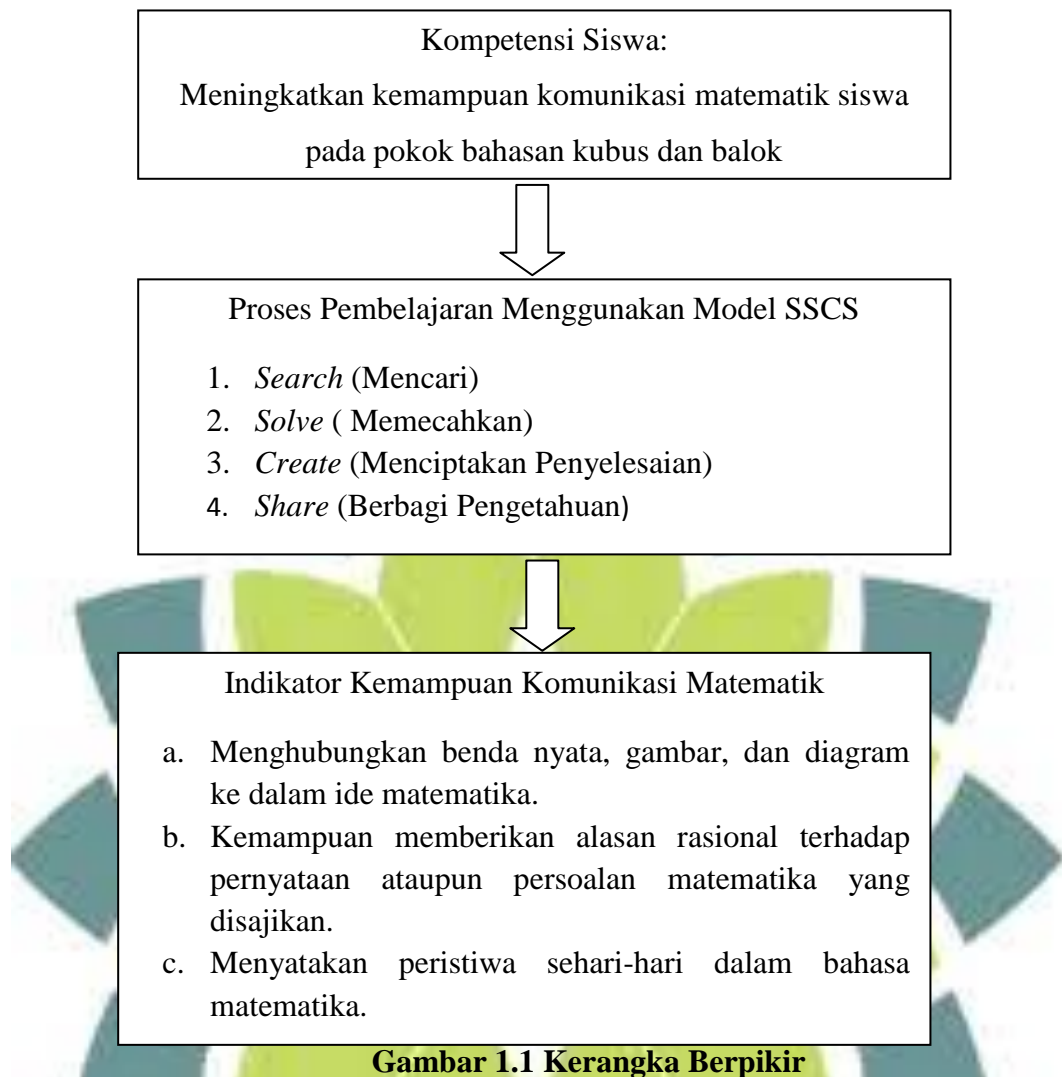 Kompetensi Siswa:
Meningkatkan kemampuan komunikasi matematik siswa
pada pokok bahasan kubus dan balok
Proses Pembelajaran Menggunakan Model SSCS
1. Search (Mencari)
2. Solve ( Memecahkan)
3. Create (Menciptakan Penyelesaian)
4. Share (Berbagi Pengetahuan)
Indikator Kemampuan Komunikasi Matematik
a. Menghubungkan benda nyata, gambar, dan diagram
ke dalam ide matematika.
b. Kemampuan memberikan alasan rasional terhadap
pernyataan ataupun persoalan matematika yang
disajikan.
c. Menyatakan peristiwa sehari-hari dalam bahasa
matematika.
Gambar 1.1 Kerangka Berpikir